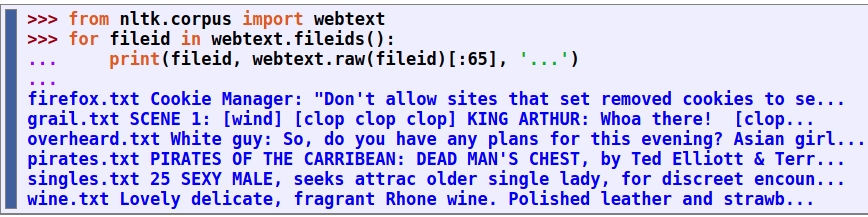 >>> from nltk.corpus import webtext
>>> for fileid in webtext.fileids():
...     print(fileid, webtext.raw(fileid)[:65], '...')
...
firefox.txt Cookie Manager: "Don't allow sites that set removed cookies to se...
grail.txt SCENE 1: [wind] [clop clop clop] KING ARTHUR: Whoa there!  [clop...
overheard.txt White guy: So, do you have any plans for this evening? Asian girl...
pirates.txt PIRATES OF THE CARRIBEAN: DEAD MAN'S CHEST, by Ted Elliott & Terr...
singles.txt 25 SEXY MALE, seeks attrac older single lady, for discreet encoun...
wine.txt Lovely delicate, fragrant Rhone wine. Polished leather and strawb...